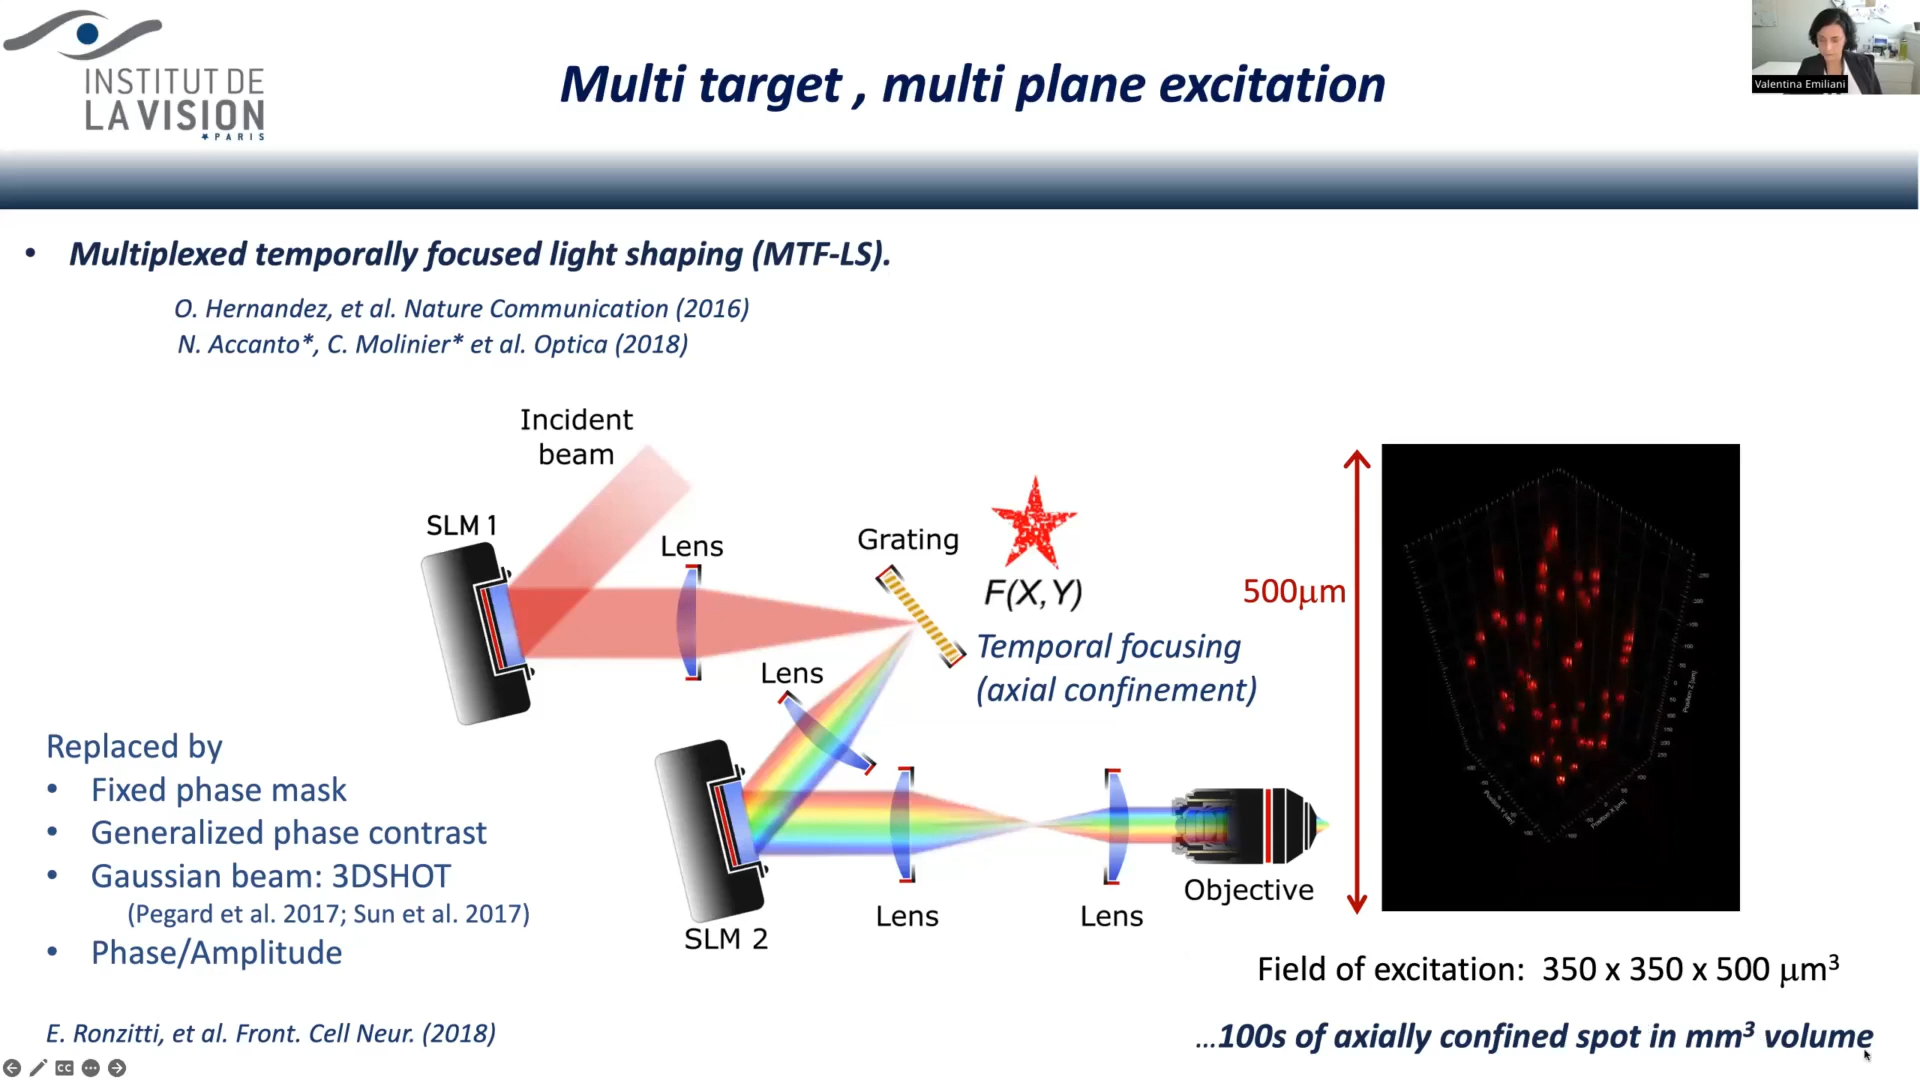 INSTITUT DE
LA VISION
PARIS
Multi target , multi plane excitation
Valentina Emiliani
• Multiplexed temporally focused light shaping (MTF-LS).
O. Hernandez, et al. Nature Communication (2016)
N. Accanto*, C. Molinier* et al. Optica (2018)
Incident
beam
SLM 1
Lens
Grating
F(X,Y)
Temporal focusing
(axial confinement)
Lens
500μm
SLM 2
Lens
Lens
Objective
Replaced by
• Fixed phase mask
• Generalized phase contrast
• Gaussian beam: 3DSHOT
(Pegard et al. 2017; Sun et al. 2017)
• Phase/Amplitude
E. Ronzitti, et al. Front. Cell Neur. (2018)
Field of excitation: 350 x 350 x 500 μm³
...100s of axially confined spot in mm³ volume
CC